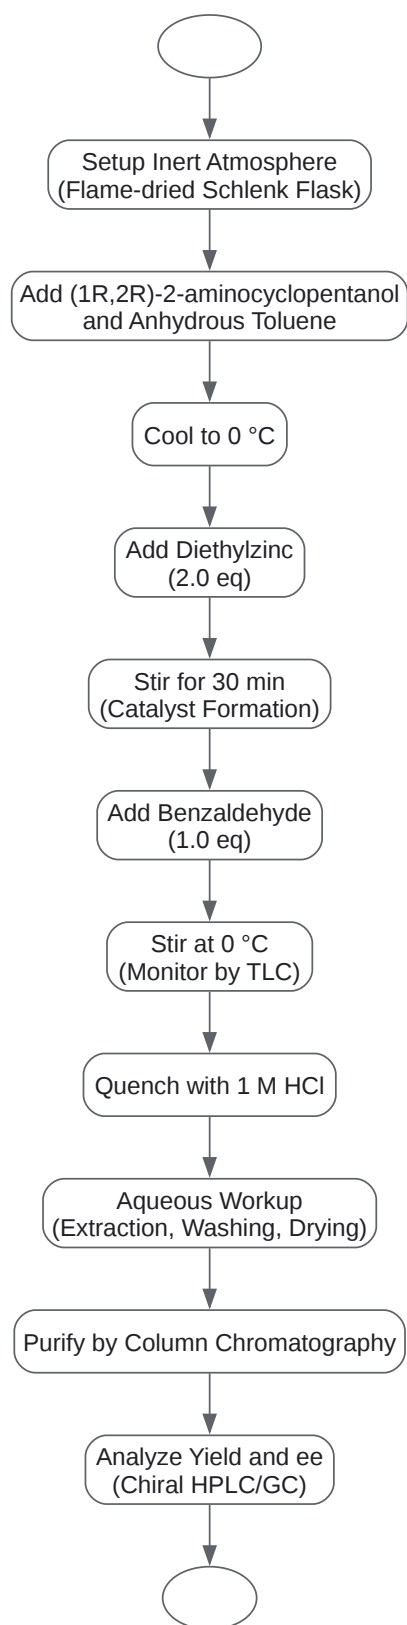 Setup Inert Atmosphere
(Flame-dried Schlenk Flask)
Add (1R,2R)-2-aminocyclopentanol
and Anhydrous Toluene
Cool to 0 °C
Add Diethylzinc
(2.0 eq)
Stir for 30 min
(Catalyst Formation)
Add Benzaldehyde
(1.0 eq)
Stir at 0 °C
(Monitor by TLC)
Quench with 1 M HCl
Aqueous Workup
(Extraction, Washing, Drying)
Purify by Column Chromatography
Analyze Yield and ee
(Chiral HPLC/GC)